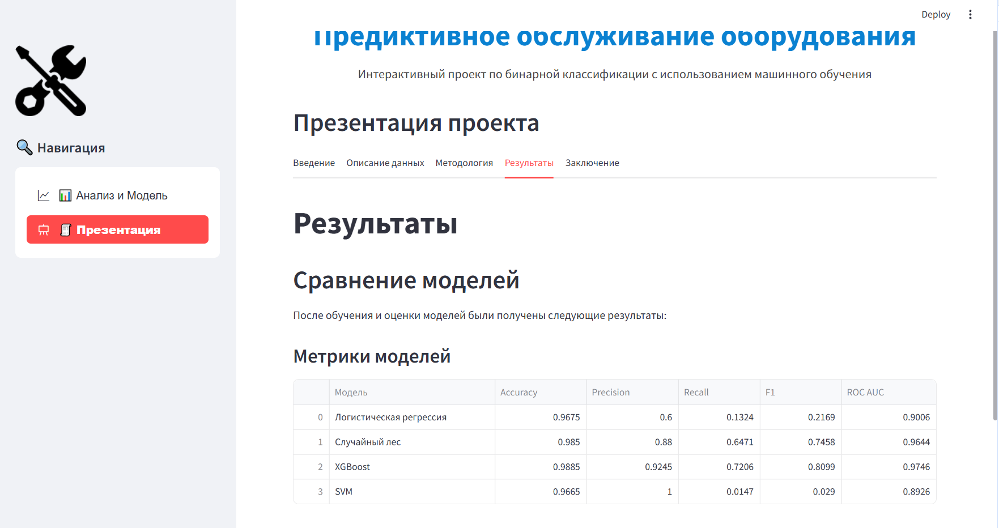 Deploy
Предиктивное обслуживание оборудования
Интерактивный проект по бинарной классификации с использованием машинного обучения
Навигация
Анализ и Модель
Презентация
Презентация проекта
Введение Описание данных Методология Результаты Заключение
Результаты
Сравнение моделей
После обучения и оценки моделей были получены следующие результаты:
Метрики моделей
Модель Accuracy Precision Recall F1 ROC AUC
0 Логистическая регрессия 0.9675 0.6 0.1324 0.2169 0.9006
1 Случайный лес 0.985 0.88 0.6471 0.7458 0.9644
2 XGBoost 0.9885 0.9245 0.7206 0.8099 0.9746
3 SVM 0.9665 1 0.0147 0.029 0.8926